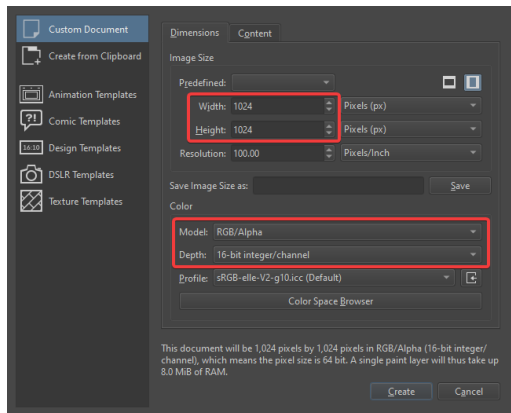 Custom Document
Create from Clipboard
Animation Templates
?! Comic Templates
16:10 Design Templates
DSLR Templates
Texture Templates
Dimensions Content
Image Size
Predefined:
Width: 1024 Pixels (px)
Height: 1024 Pixels (px)
Resolution: 100.00 Pixels/Inch
Save Image Size as: Save
Color
Model: RGB/Alpha
Depth: 16-bit integer/channel
Profile: sRGB-elle-V2-g10.icc (Default)
Color Space Browser
This document will be 1,024 pixels by 1,024 pixels in RGB/Alpha (16-bit integer/
channel), which means the pixel size is 64 bit. A single paint layer will thus take up
8.0 MiB of RAM.
Create Cancel